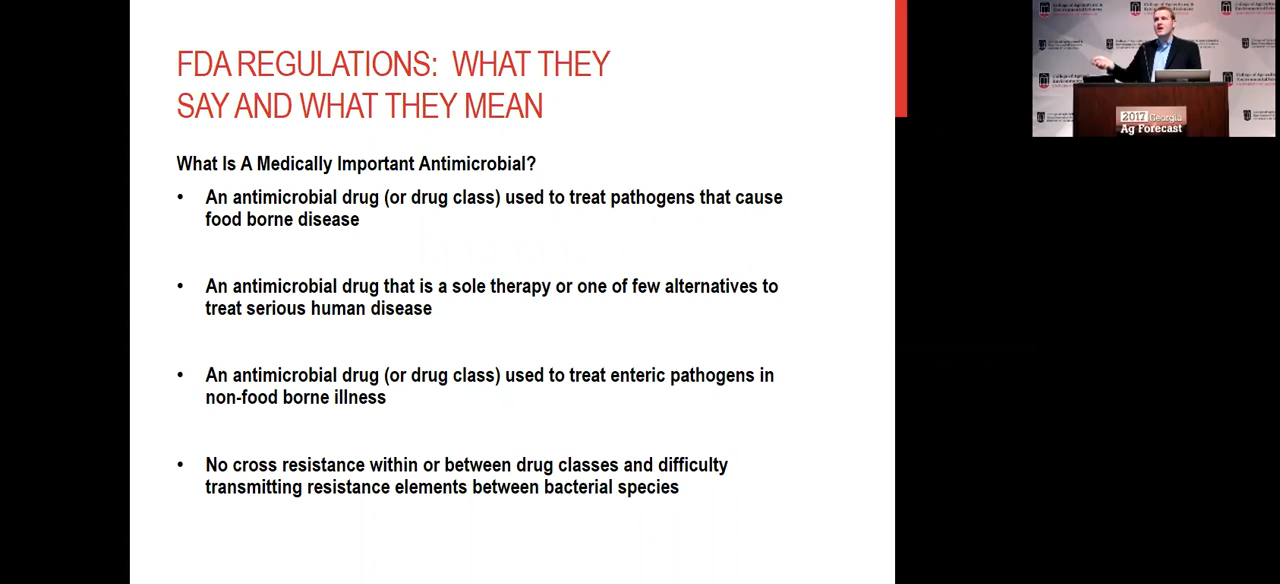 FDA REGULATIONS: WHAT THEY
SAY AND WHAT THEY MEAN
What Is A Medically Important Antimicrobial?
• An antimicrobial drug (or drug class) used to treat pathogens that cause
food borne disease
• An antimicrobial drug that is a sole therapy or one of few alternatives to
treat serious human disease
• An antimicrobial drug (or drug class) used to treat enteric pathogens in
non-food borne illness
• No cross resistance within or between drug classes and difficulty
transmitting resistance elements between bacterial species
2017 Georgia
Ag Forecast